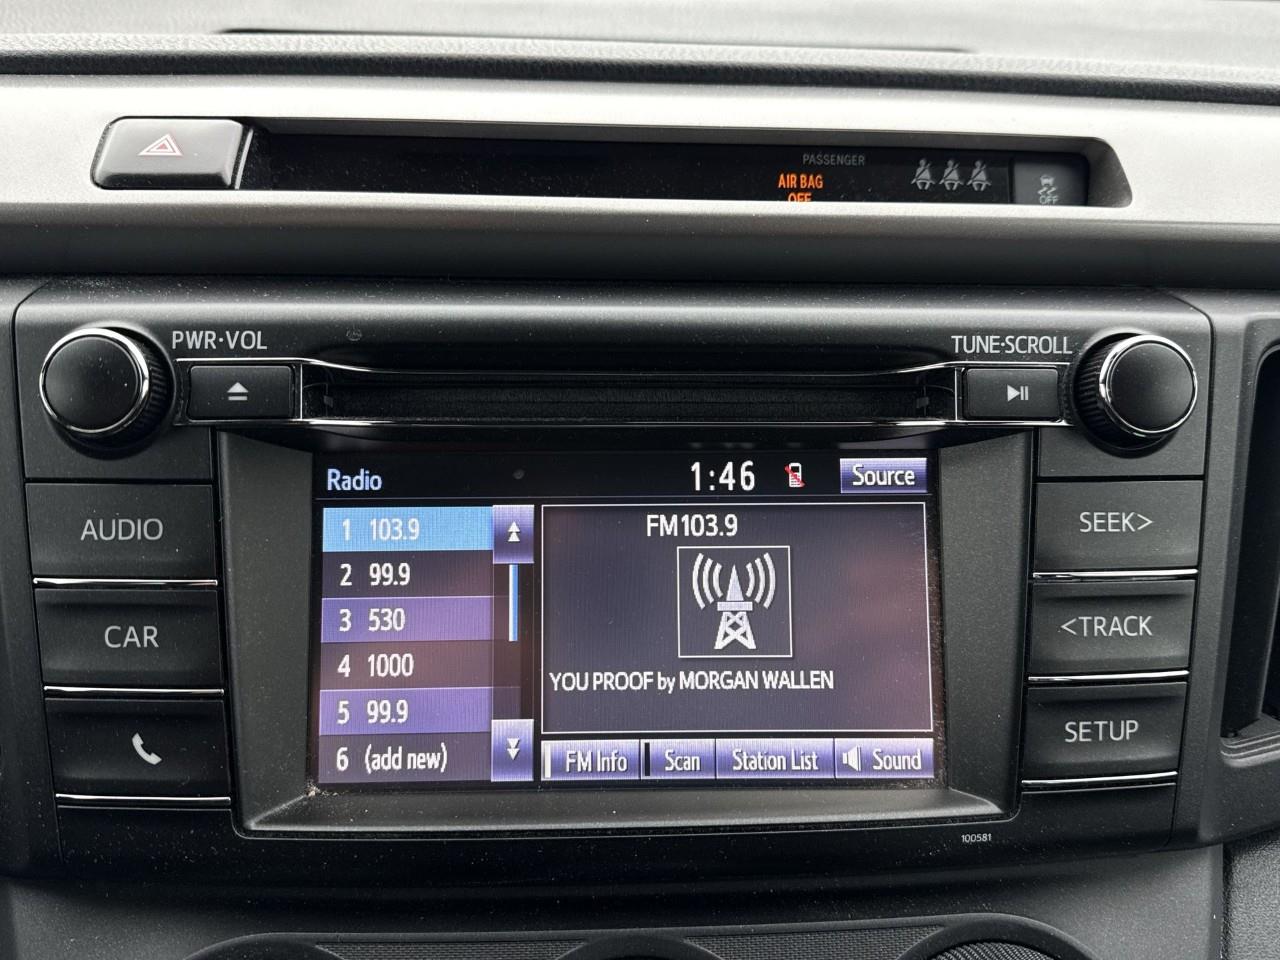 PASSENGER
AIR BAG
OFF
OFF
PWR·VOL
TUNE·SCROLL
Radio
1:46
Source
AUDIO
CAR
1 103.9
2 99.9
3 530
4 1000
5 99.9
6 (add new)
FM103.9
YOU PROOF by MORGAN WALLEN
FM Info
Scan
Station List
Sound
SEEK>
<TRACK
SETUP
100581